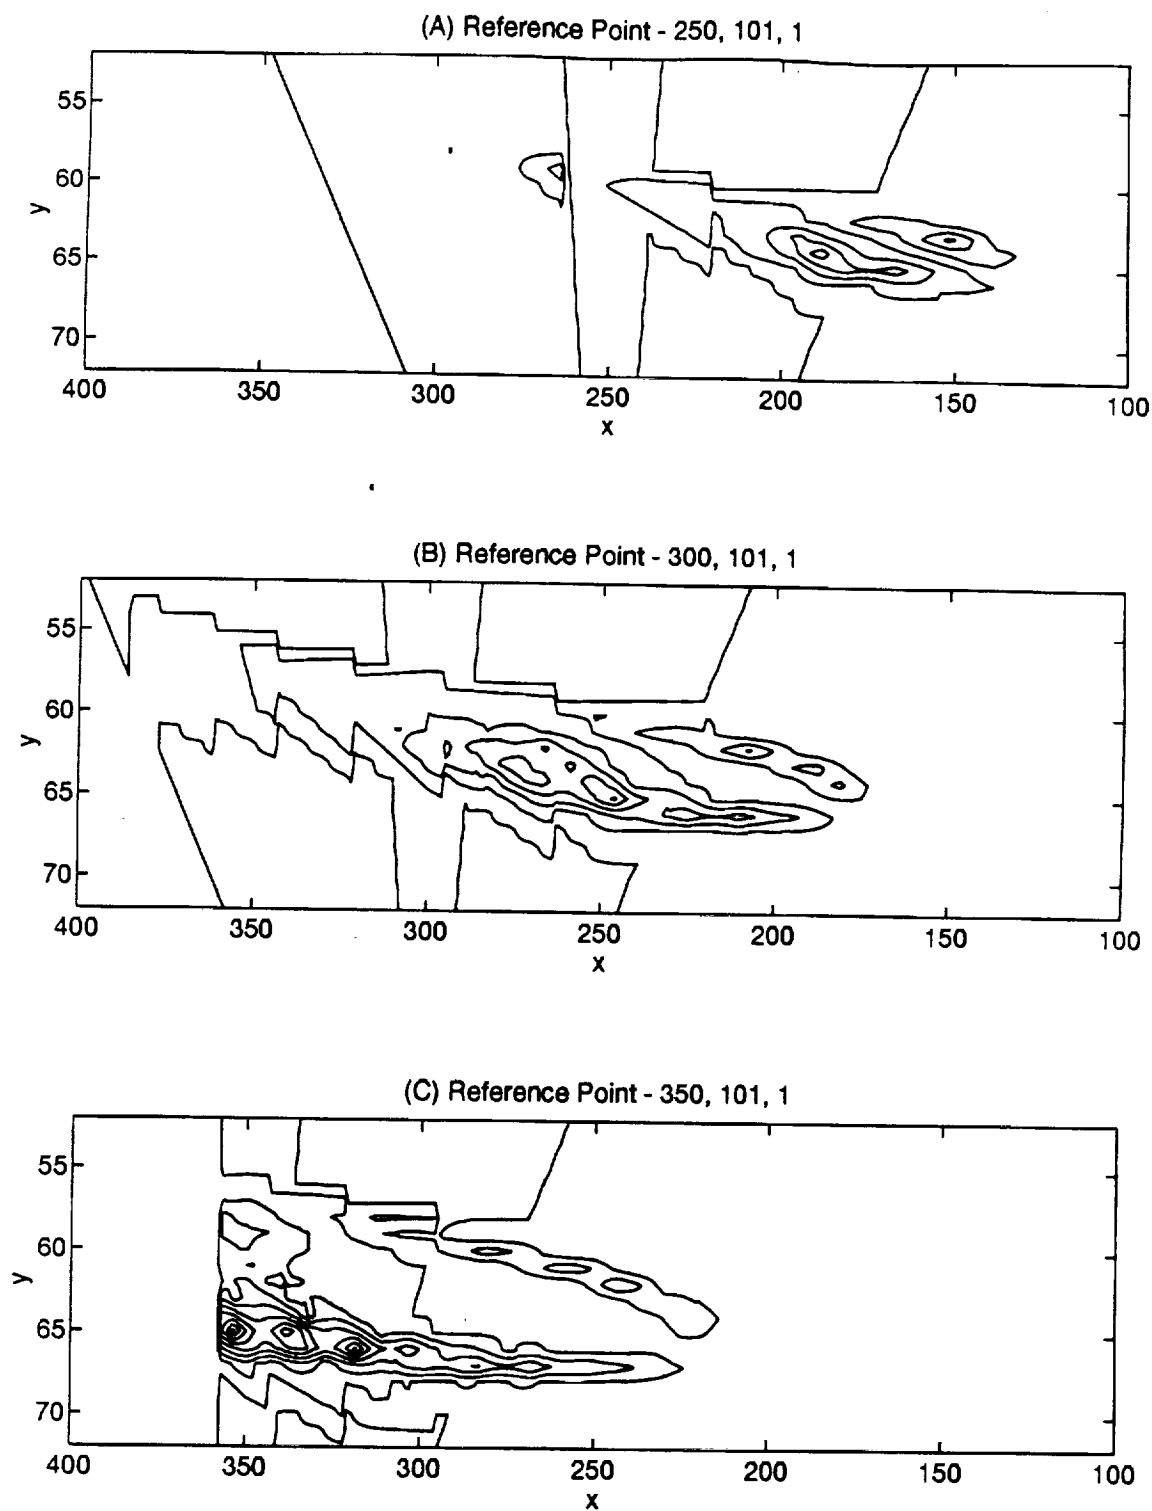 (A) Reference Point - 250, 101, 1
55
60
65
70
y
400 350 300 250 200 150 100
x
(B) Reference Point - 300, 101, 1
55
60
65
70
y
400 350 300 250 200 150 100
x
(C) Reference Point - 350, 101, 1
55
60
65
70
y
400 350 300 250 200 150 100
x